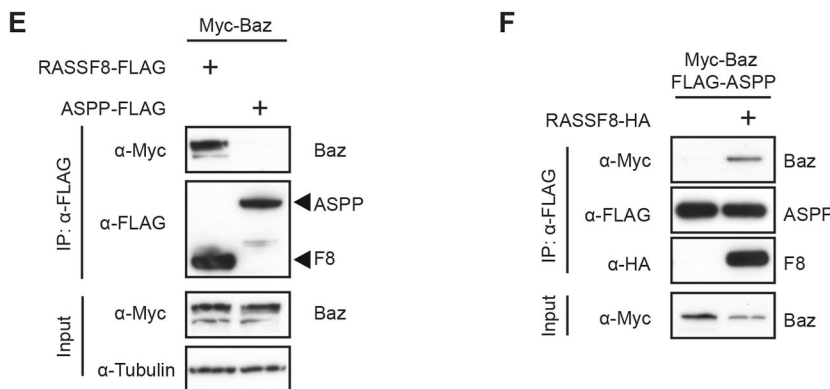 E
Myc-Baz
RASSF8-FLAG +
ASPP-FLAG +
IP: α-FLAG
α-Myc Baz
α-FLAG ASPP
F8
Input
α-Myc Baz
α-Tubulin
F
Myc-Baz
FLAG-ASPP
RASSF8-HA +
IP: α-FLAG
α-Myc Baz
α-FLAG ASPP
α-HA F8
Input
α-Myc Baz